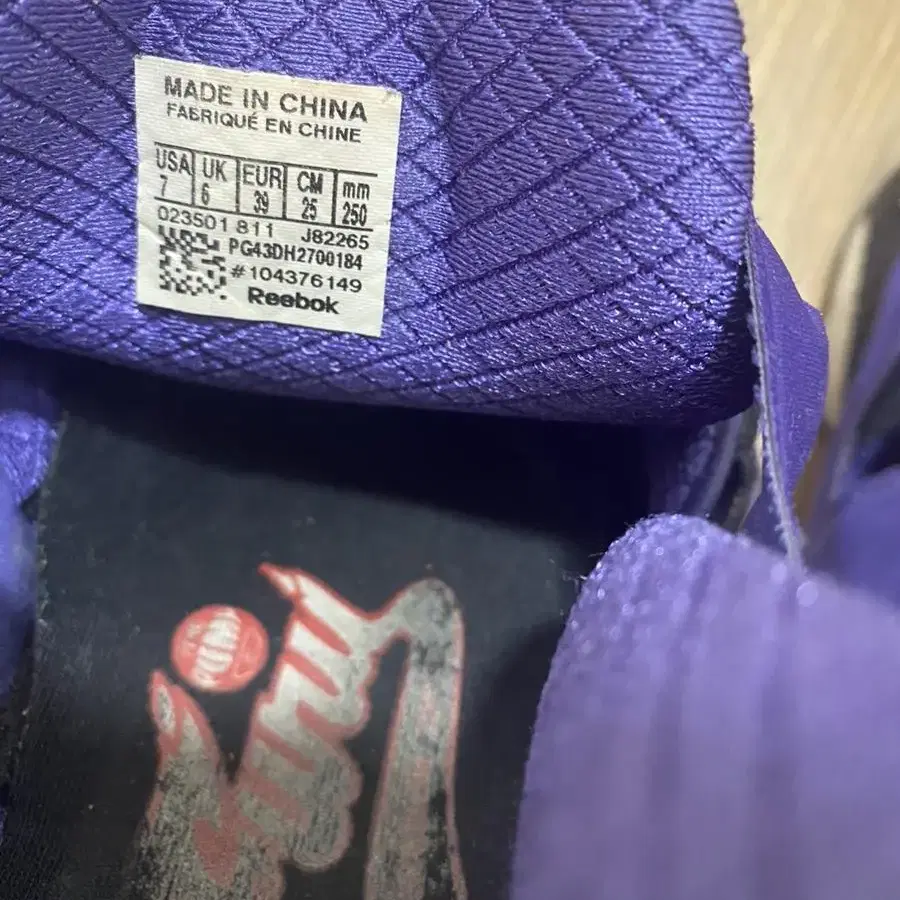 MADE IN CHINA
FABRIQUÉ EN CHINE
USA UK EUR CM mm
7 6 39 25 250
023501 811 J82265
PG43DH2700184
#104376149
Reebok